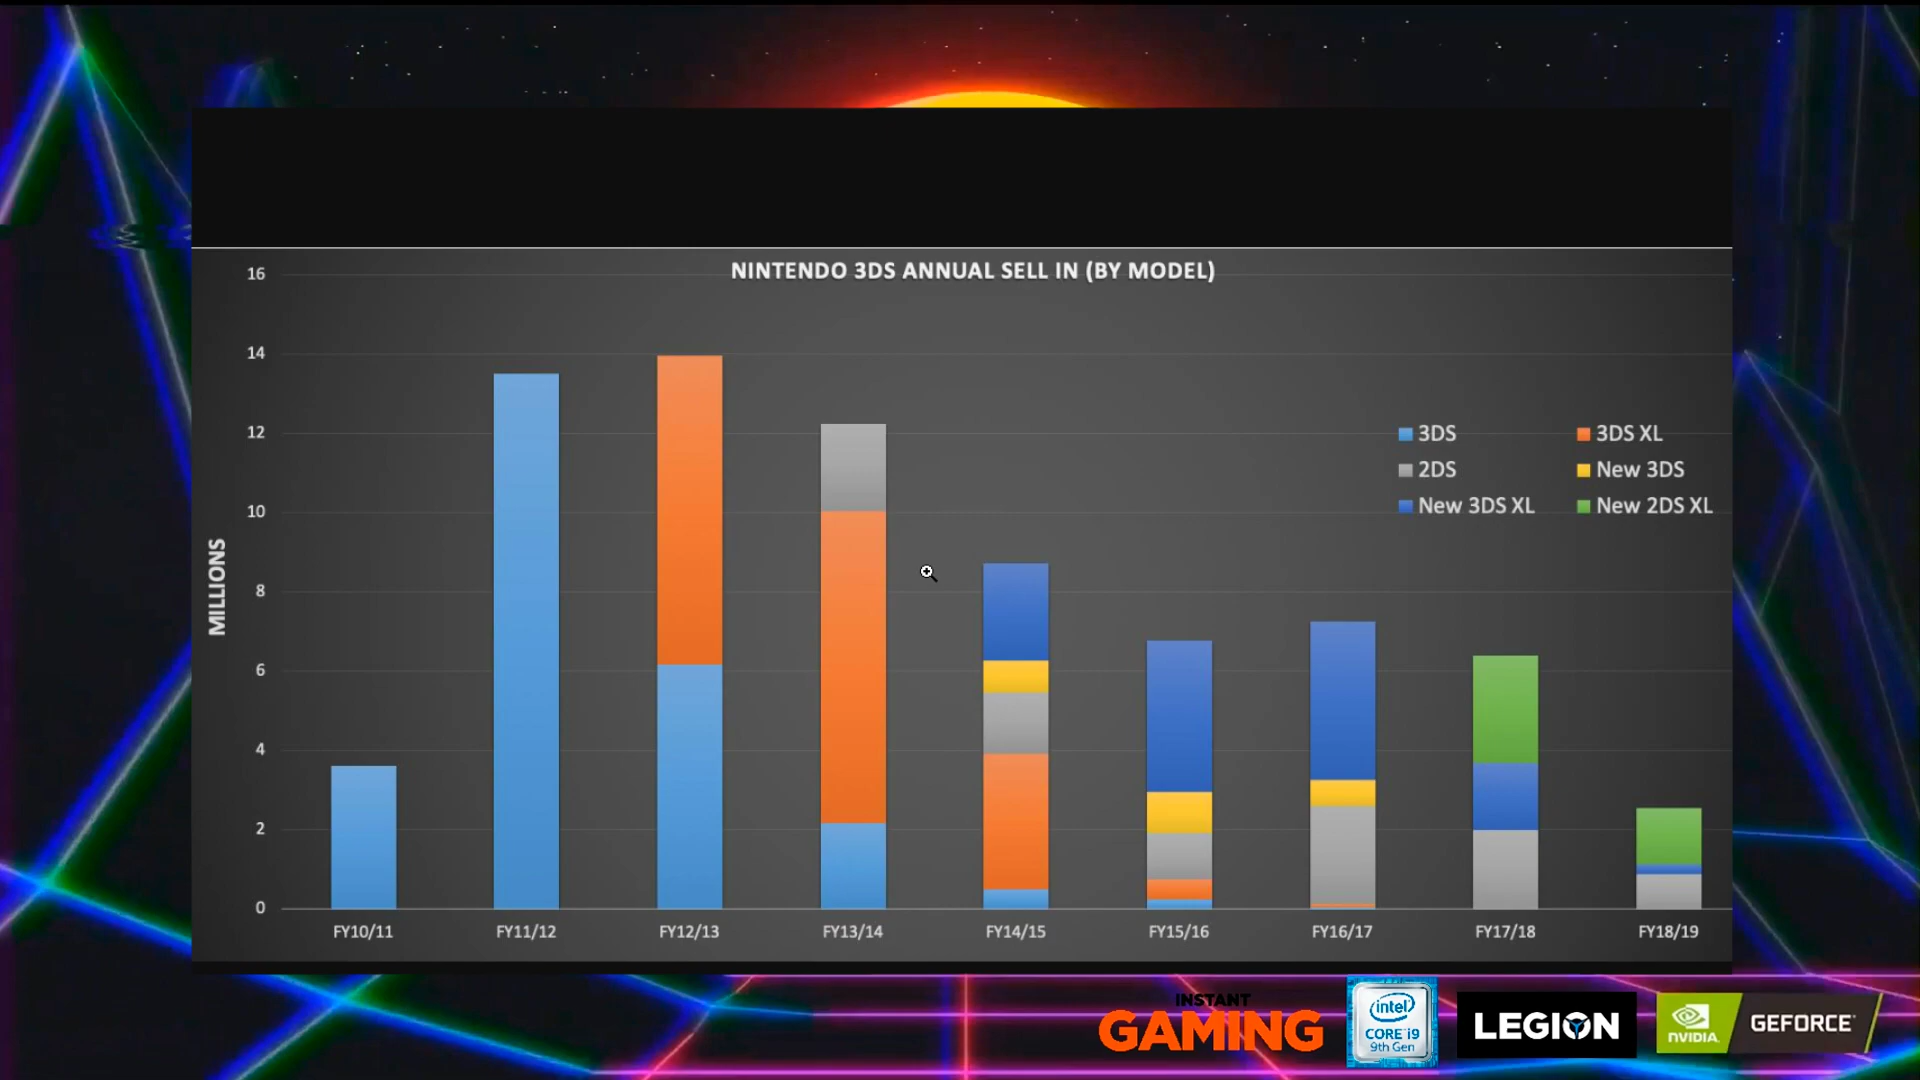 NINTENDO 3DS ANNUAL SELL IN (BY MODEL)
16
14
12
10
8
6
4
2
0
MILLIONS
3DS
3DS XL
2DS
New 3DS
New 3DS XL
New 2DS XL
FY10/11
FY11/12
FY12/13
FY13/14
FY14/15
FY15/16
FY16/17
FY17/18
FY18/19
INSTANT
GAMING
intel
CORE i9
9th Gen
LEGION
NVIDIA.
GEFORCE